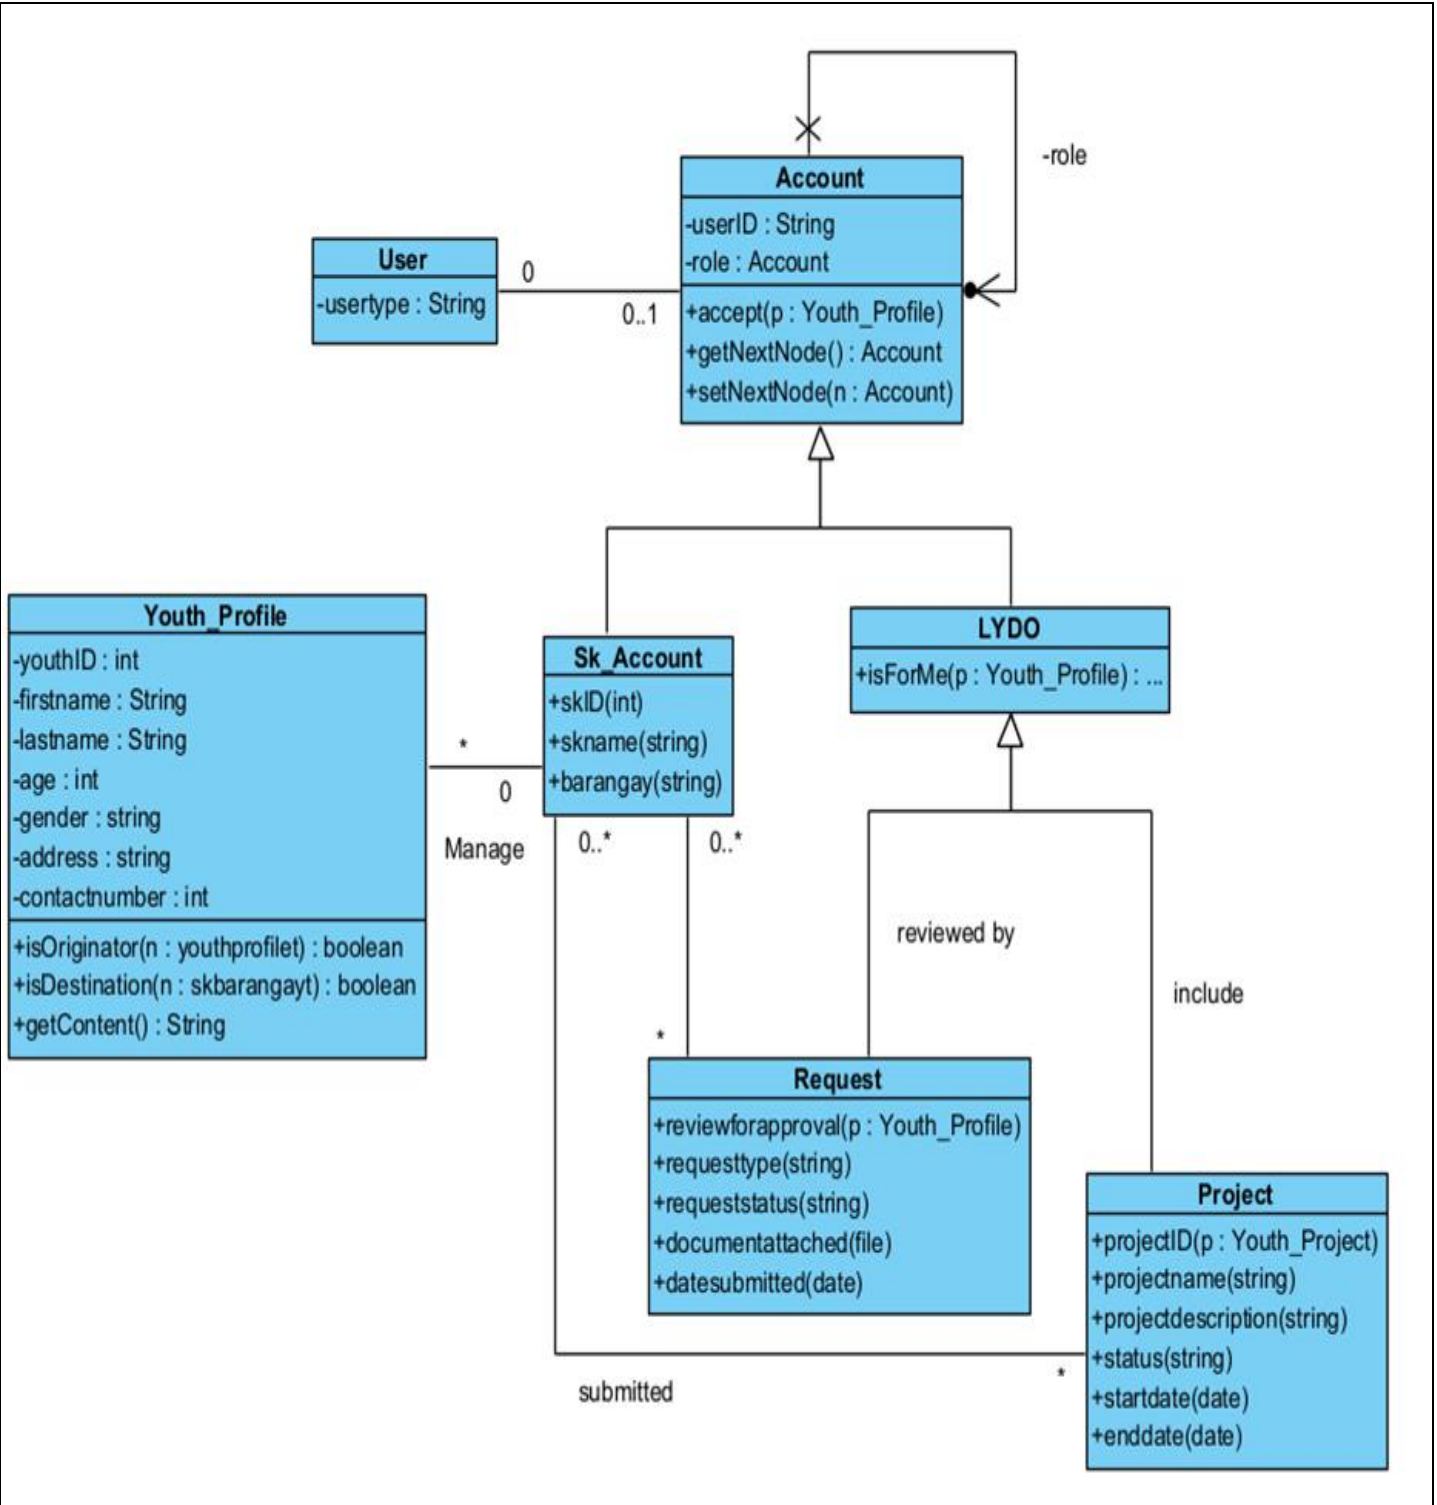 -role
Account
-userID : String
-role : Account
+accept(p : Youth_Profile)
+getNextNode() : Account
+setNextNode(n : Account)
User
-usertype : String
0
0..1
Youth_Profile
-youthID : int
-firstname : String
-lastname : String
-age : int
-gender : string
-address : string
-contactnumber : int
+isOriginator(n : youthprofilet) : boolean
+isDestination(n : skbarangayt) : boolean
+getContent() : String
*
0
Manage
Sk_Account
+skID(int)
+skname(string)
+barangay(string)
0..*
0..*
LYDO
+isForMe(p : Youth_Profile) : ...
reviewed by
include
*
Request
+reviewforapproval(p : Youth_Profile)
+requesttype(string)
+requeststatus(string)
+documentattached(file)
+datesubmitted(date)
Project
+projectID(p : Youth_Project)
+projectname(string)
+projectdescription(string)
+status(string)
+startdate(date)
+enddate(date)
*
submitted